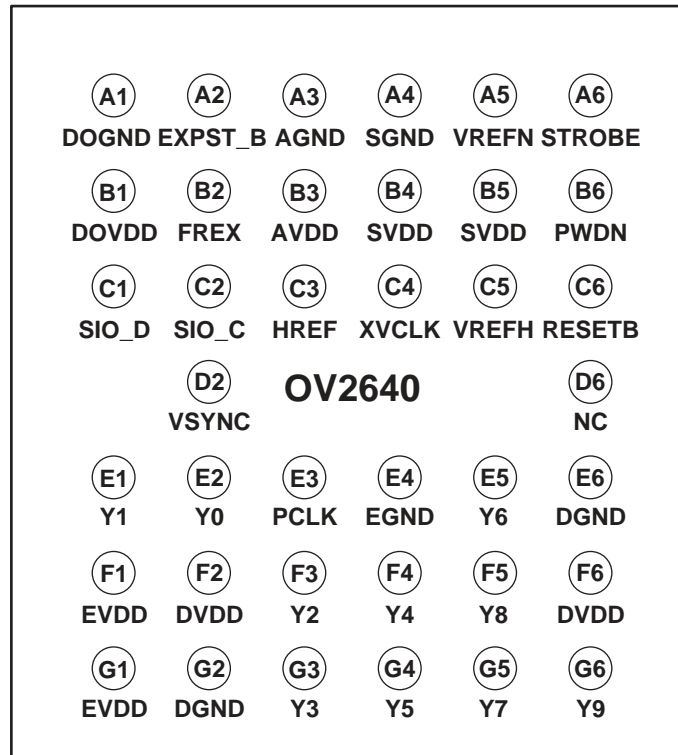 A1 A2 A3 A4 A5 A6
DOGND EXPST_B AGND SGND VREFN STROBE
B1 B2 B3 B4 B5 B6
DOVDD FREX AVDD SVDD SVDD PWDN
C1 C2 C3 C4 C5 C6
SIO_D SIO_C HREF XVCLK VREFH RESETB
D2 OV2640 D6
VSYNC NC
E1 E2 E3 E4 E5 E6
Y1 Y0 PCLK EGND Y6 DGND
F1 F2 F3 F4 F5 F6
EVDD DVDD Y2 Y4 Y8 DVDD
G1 G2 G3 G4 G5 G6
EVDD DGND Y3 Y5 Y7 Y9